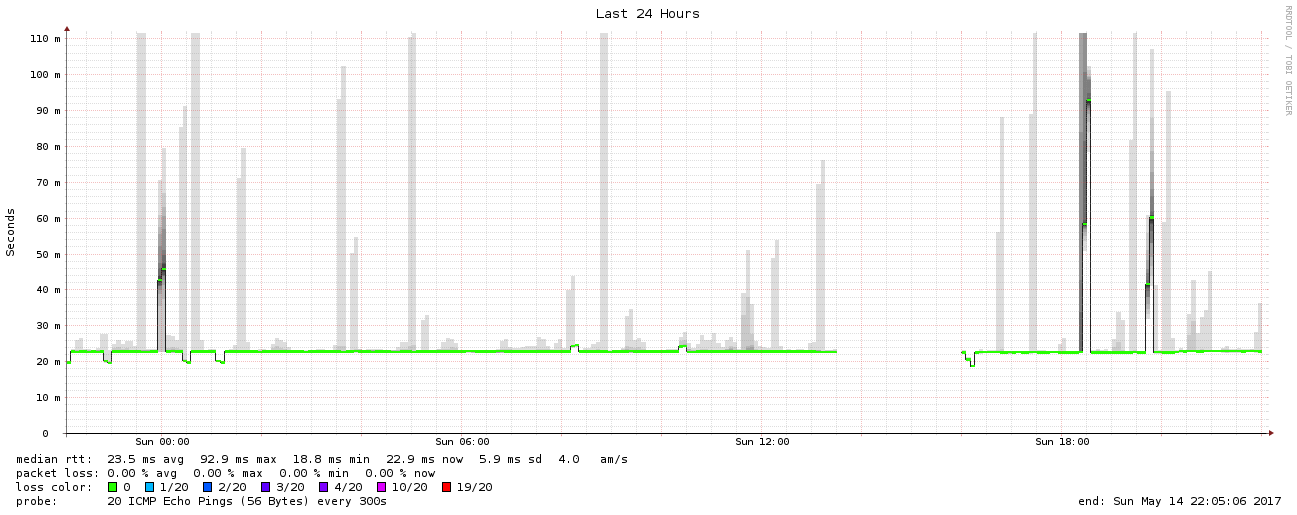 Last 24 Hours
RRDTOOL / TOBI OETIKER
Seconds
110 m
100 m
90 m
80 m
70 m
60 m
50 m
40 m
30 m
20 m
10 m
0
Sun 00:00 Sun 06:00 Sun 12:00 Sun 18:00
median rtt: 23.5 ms avg 92.9 ms max 18.8 ms min 22.9 ms now 5.9 ms sd 4.0 am/s
packet loss: 0.00 % avg 0.00 % max 0.00 % min 0.00 % now
loss color: 0 1/20 2/20 3/20 4/20 10/20 19/20
probe: 20 ICMP Echo Pings (56 Bytes) every 300s end: Sun May 14 22:05:06 2017